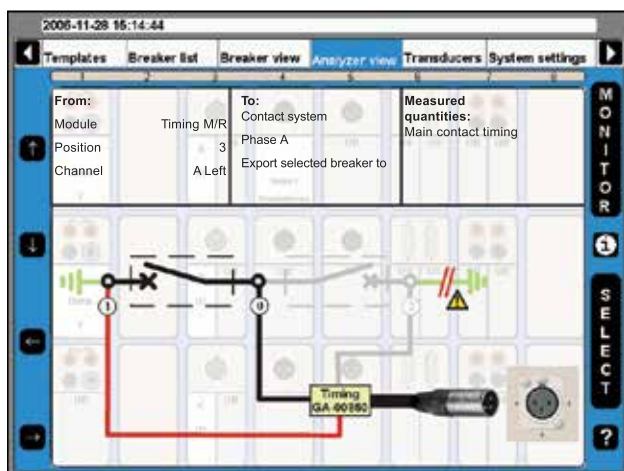 2006-11-28 15:14:44
Templates Breaker list Breaker view Analyzer view Transducers System settings
1 2 3 4 5 6 7 8
From:
Module Timing M/R
Position 3
Channel A Left
To:
Contact system
Phase A
Export selected breaker to
Measured
quantities:
Main contact timing
MONITOR
i
SELECT
?
1
0
Timing
GA-00360